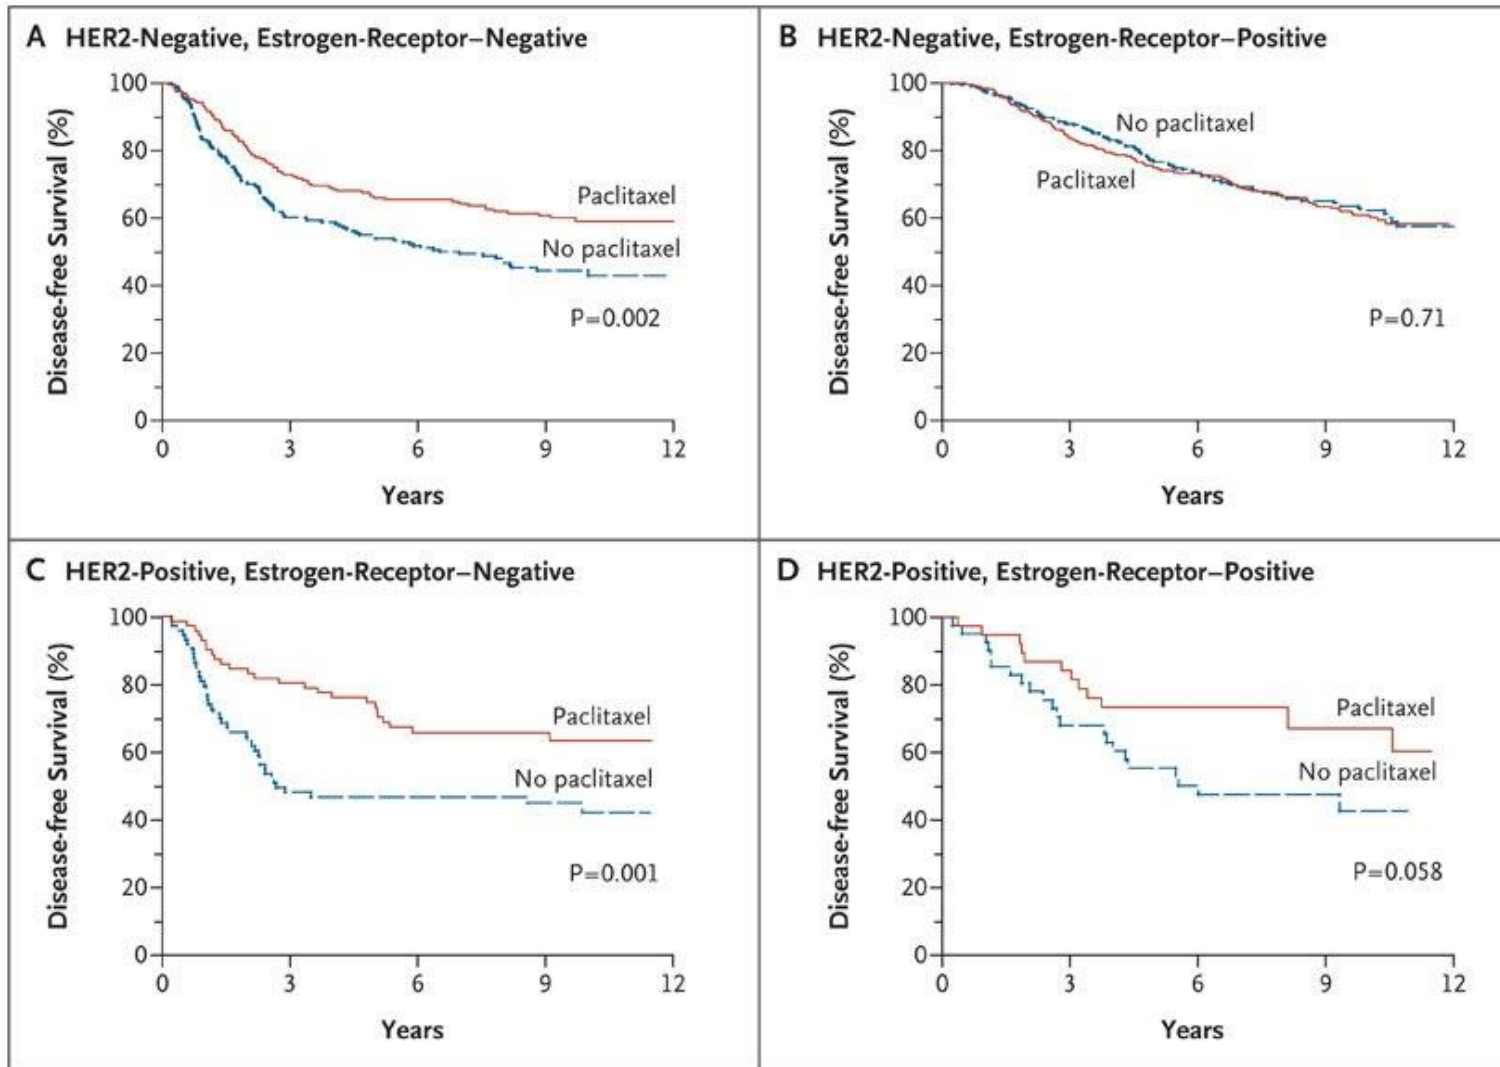 A HER2-Negative, Estrogen-Receptor–Negative
Disease-free Survival (%)
100
80
60
40
20
0
Paclitaxel
No paclitaxel
P=0.002
0 3 6 9 12
Years
B HER2-Negative, Estrogen-Receptor–Positive
Disease-free Survival (%)
100
80
60
40
20
0
No paclitaxel
Paclitaxel
P=0.71
0 3 6 9 12
Years
C HER2-Positive, Estrogen-Receptor–Negative
Disease-free Survival (%)
100
80
60
40
20
0
Paclitaxel
No paclitaxel
P=0.001
0 3 6 9 12
Years
D HER2-Positive, Estrogen-Receptor–Positive
Disease-free Survival (%)
100
80
60
40
20
0
Paclitaxel
No paclitaxel
P=0.058
0 3 6 9 12
Years